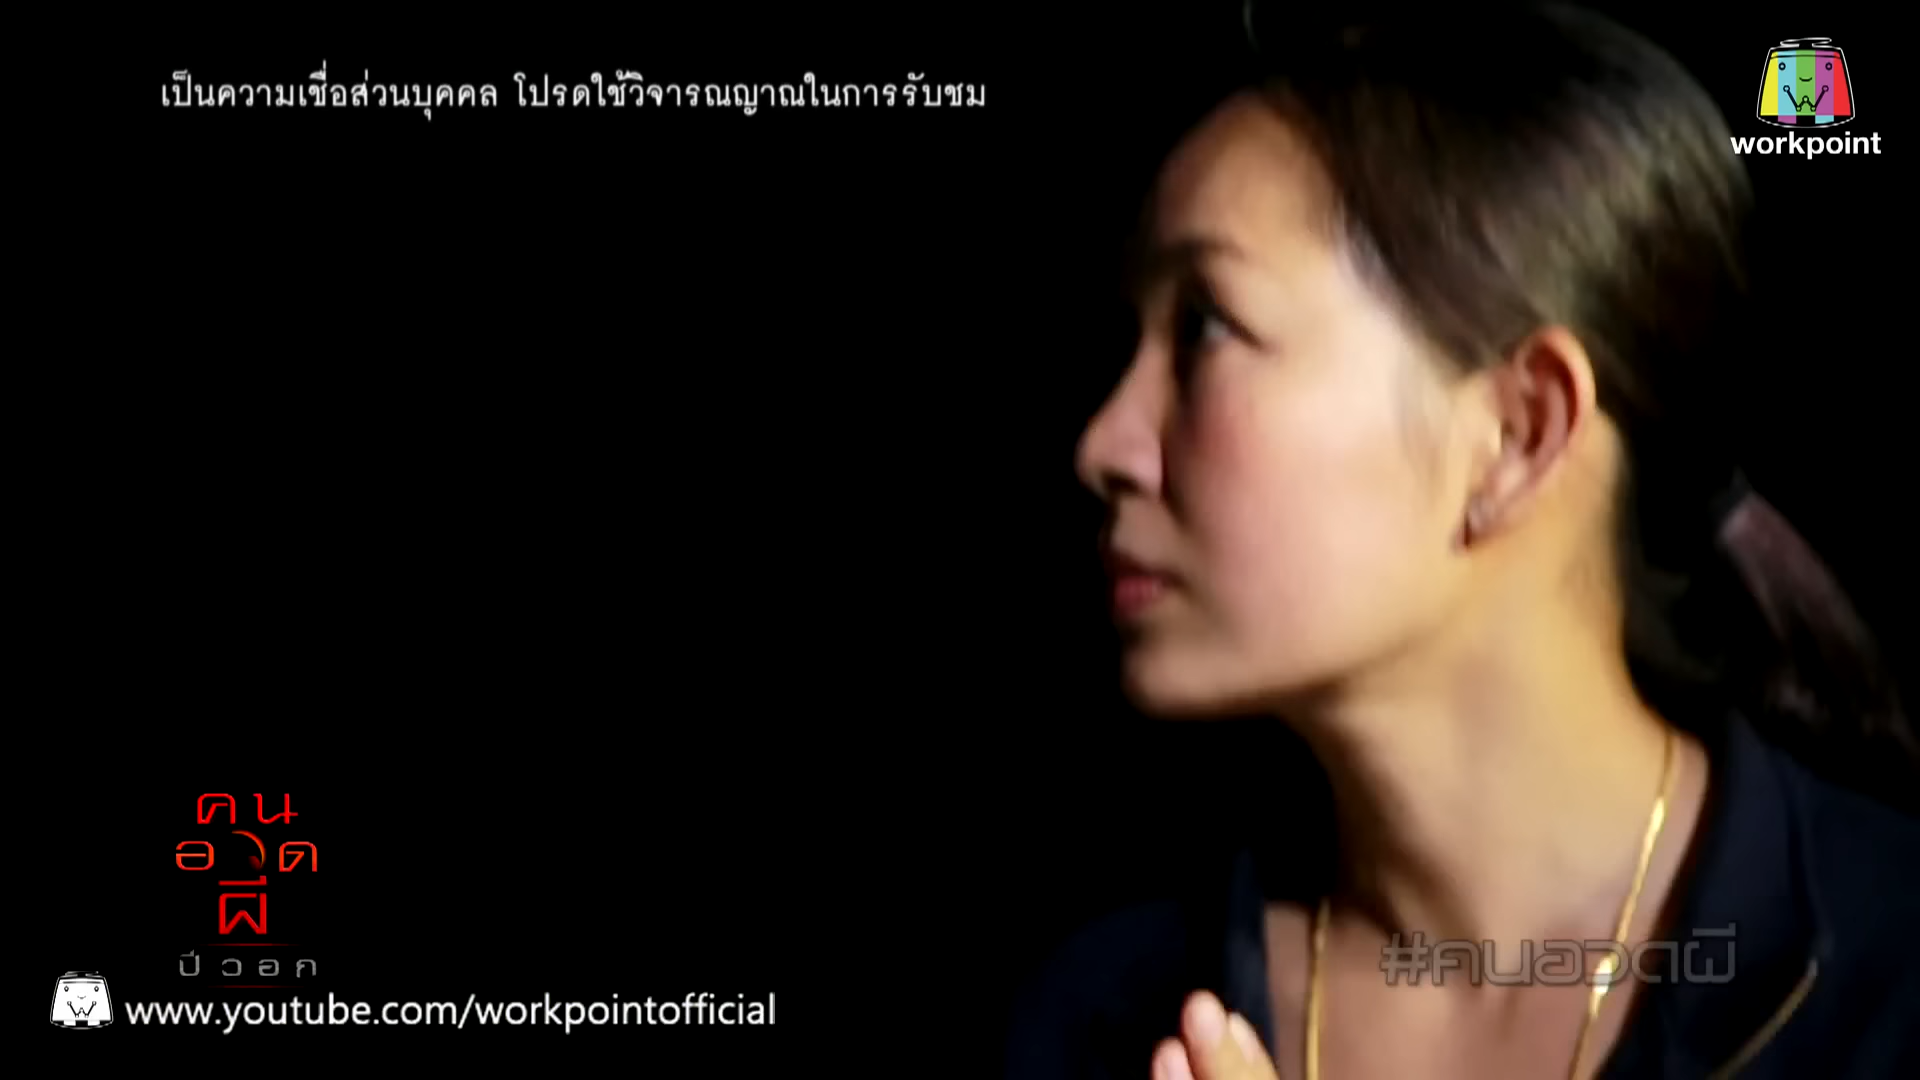 เป็นความเชื่อส่วนบุคคล โปรดใช้วิจารณญาณในการรับชม
workpoint
คน
อวด
ผี
ปีวอก
#คนอวดผี
www.youtube.com/workpointofficial